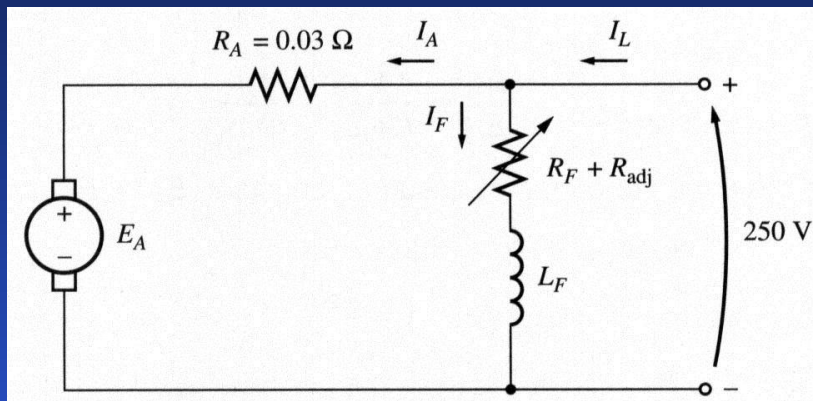 R_A = 0.03 Ω
I_A
I_L
+
I_F
R_F + R_adj
+
−
E_A
250 V
L_F
−